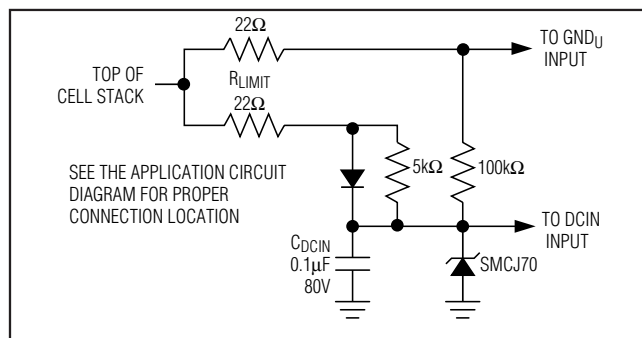 22Ω
TO GNDU
INPUT
TOP OF
CELL STACK
RLIMIT
22Ω
SEE THE APPLICATION CIRCUIT
DIAGRAM FOR PROPER
CONNECTION LOCATION
5kΩ
100kΩ
TO DCIN
INPUT
CDCIN
0.1µF
80V
SMCJ70